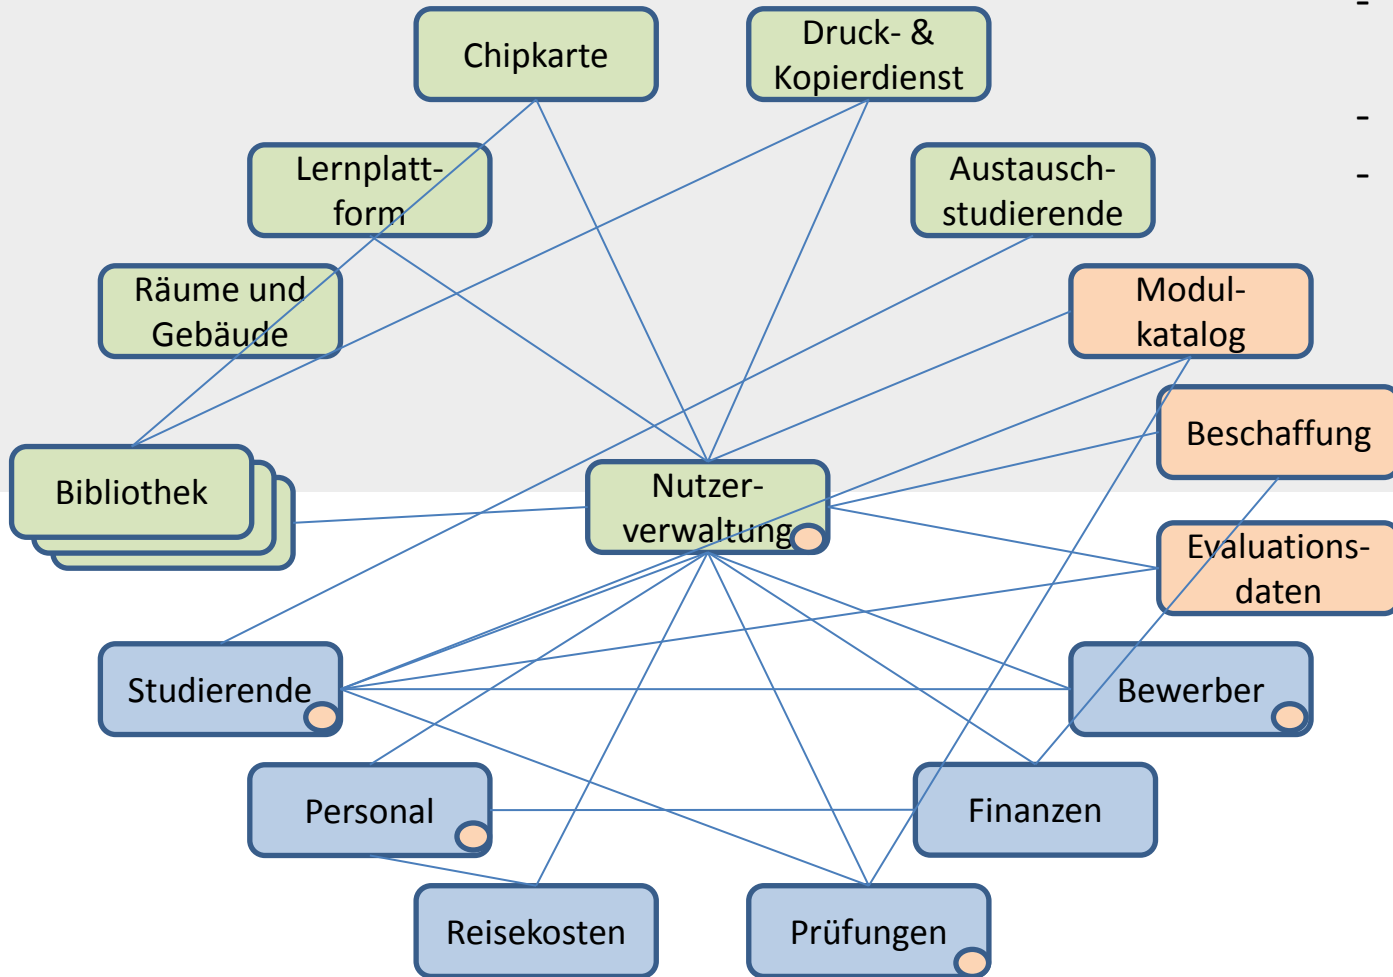 Chipkarte
Druck- &
Kopierdienst
-
-
-
Lernplatt-
form
Austausch-
studierende
Räume und
Gebäude
Modul-
katalog
Beschaffung
Bibliothek
Nutzer-
verwaltung
Evaluations-
daten
Studierende
Bewerber
Personal
Finanzen
Reisekosten
Prüfungen